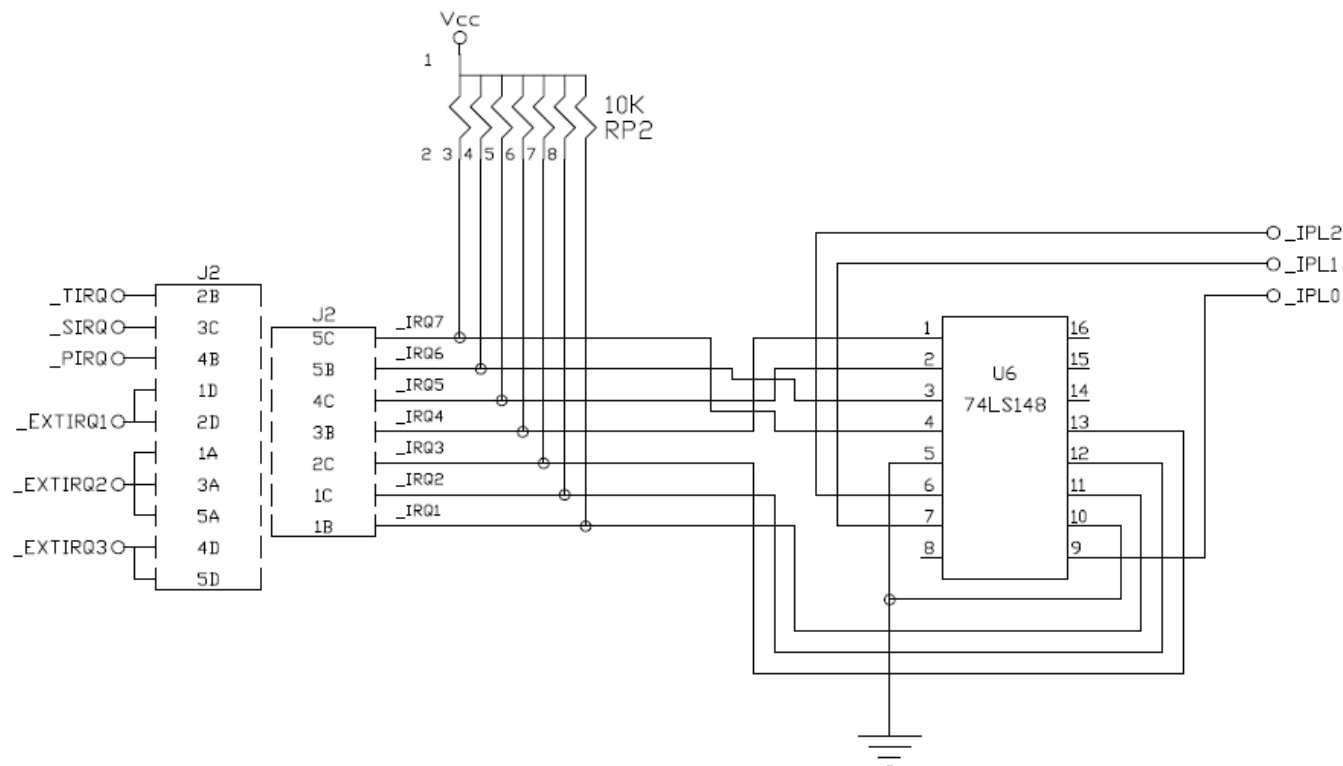 Vcc
1
10K
RP2
2 3 4 5 6 7 8
_IPL2
_IPL1
_IPL0
J2
_TIRQ 2B
_SIRQ 3C
_PIRQ 4B
1D
_EXTIRQ1 2D
1A
_EXTIRQ2 3A
5A
_EXTIRQ3 4D
5D
J2
5C _IRQ7
5B _IRQ6
4C _IRQ5
3B _IRQ4
2C _IRQ3
1C _IRQ2
1B _IRQ1
U6
74LS148
1 16
2 15
3 14
4 13
5 12
6 11
7 10
8 9